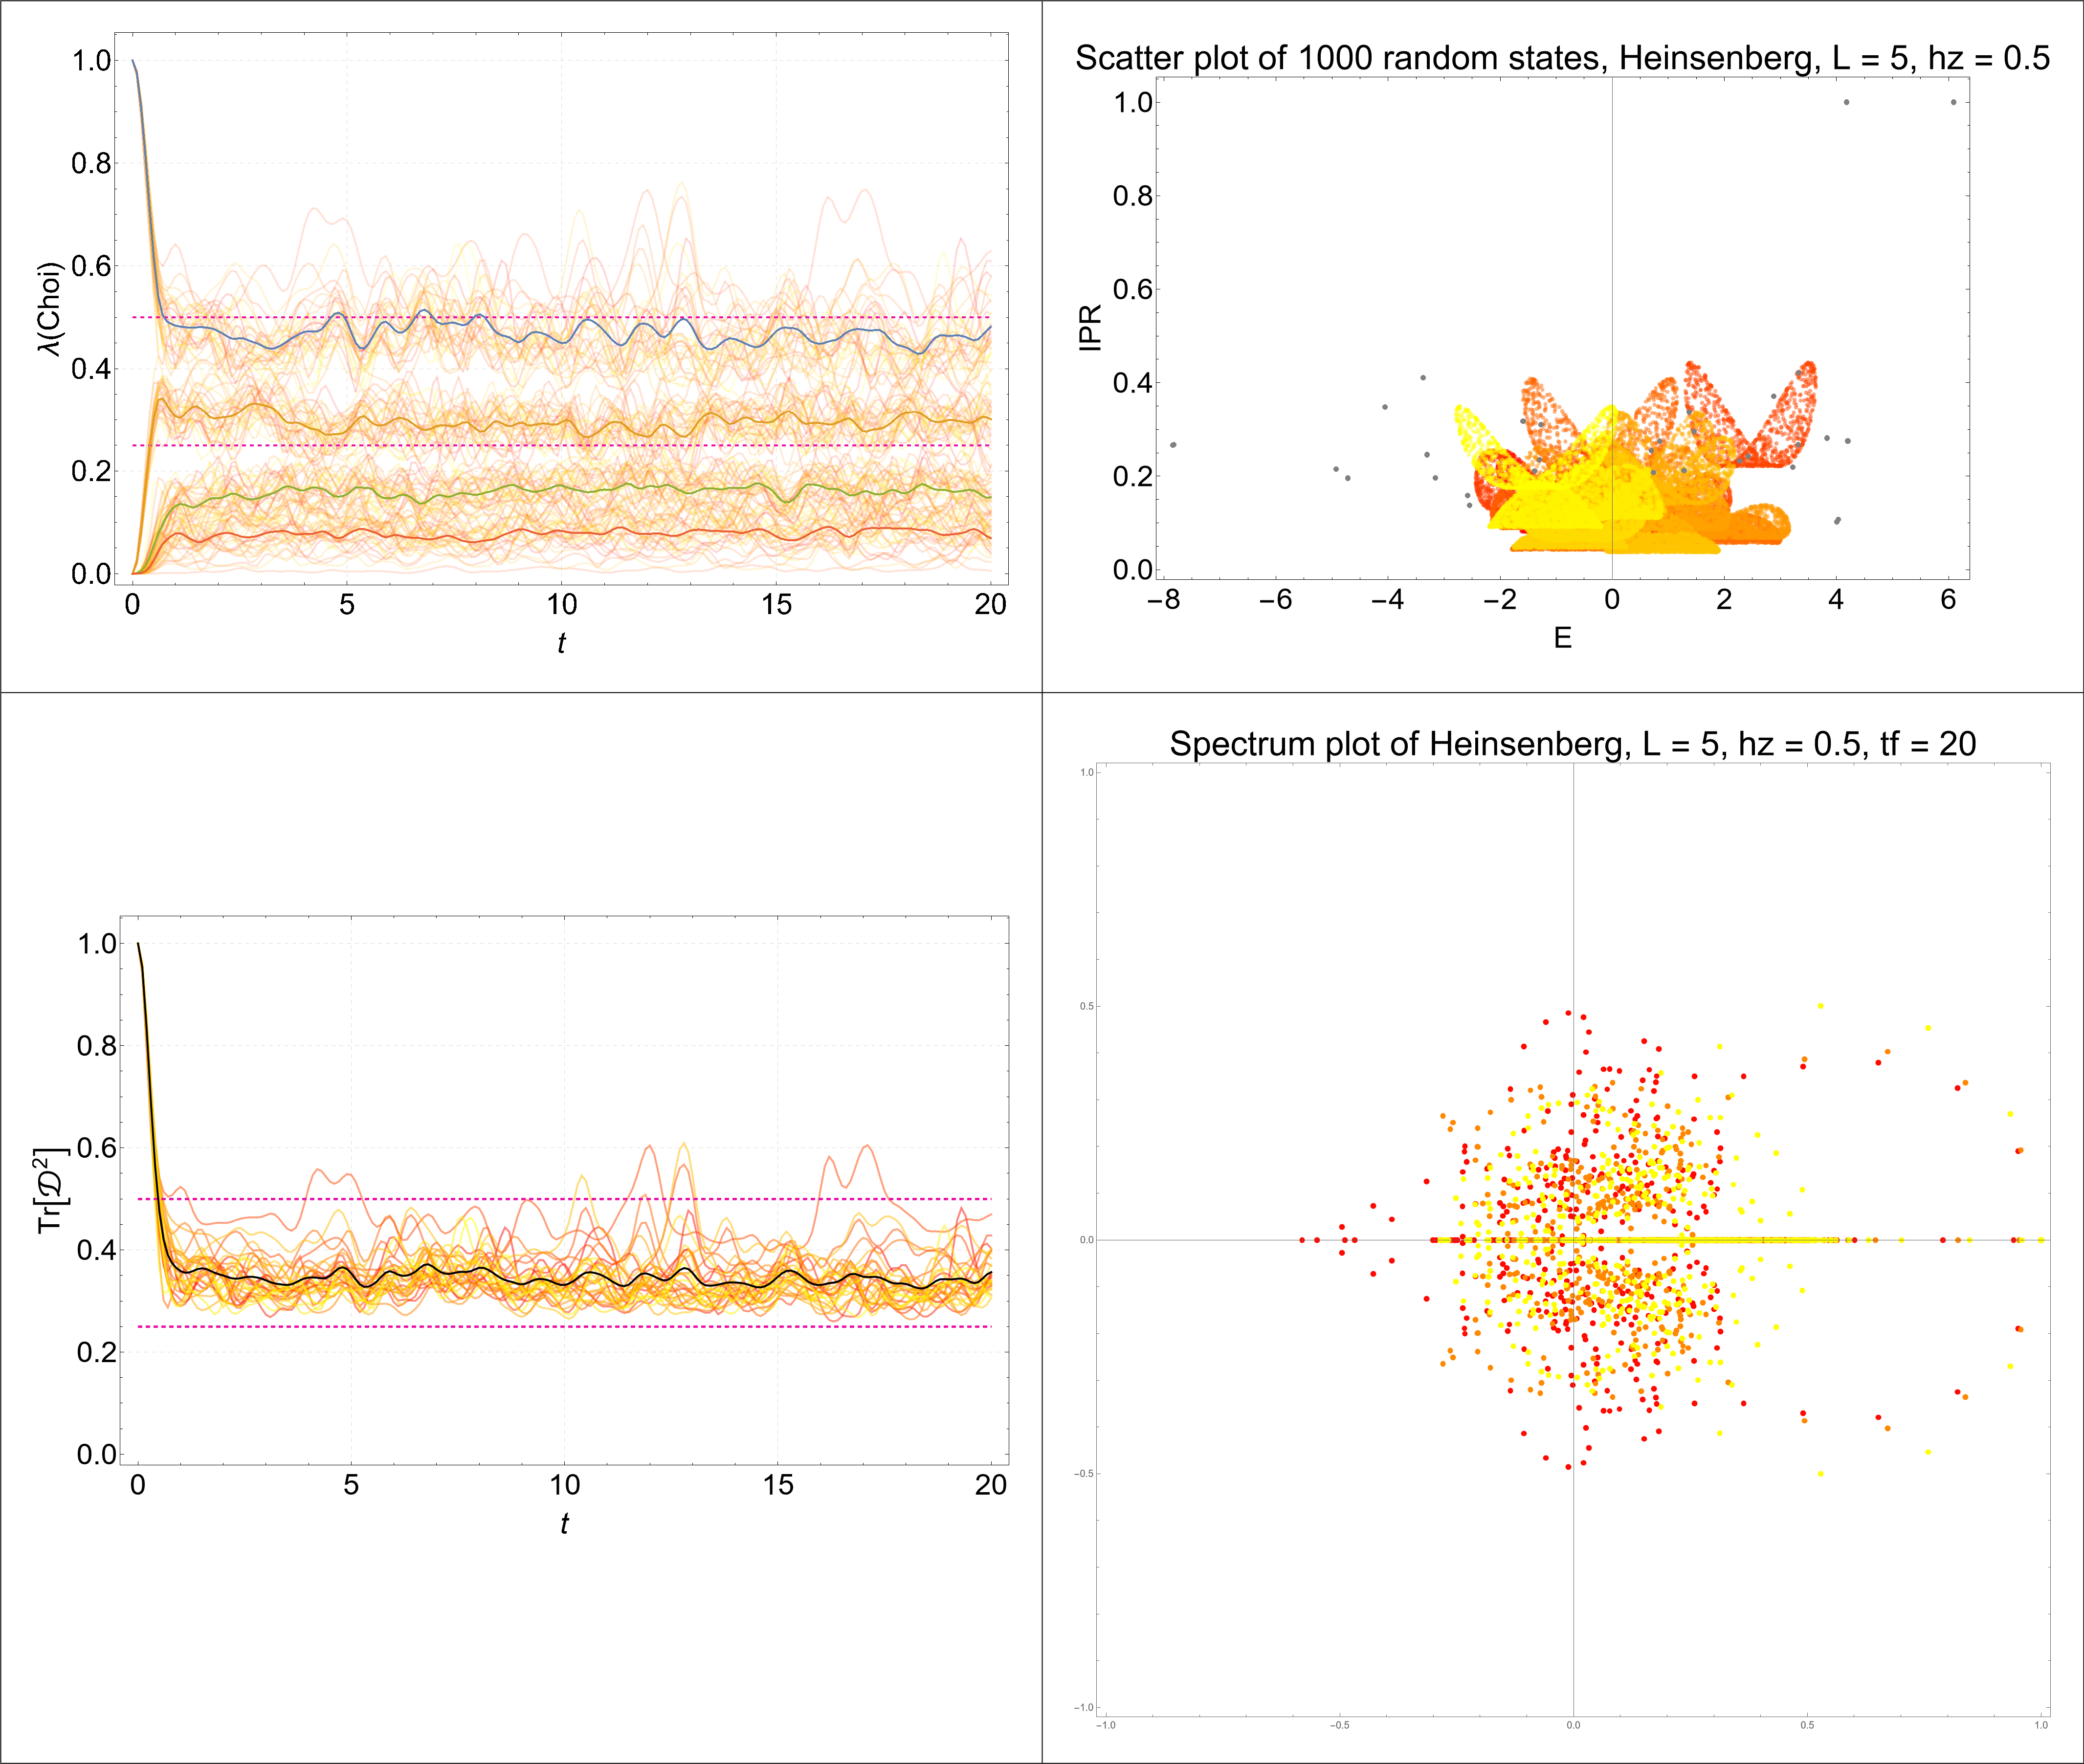 λ(Choi)
1.0
0.8
0.6
0.4
0.2
0.0
0 5 10 15 20
t
Scatter plot of 1000 random states, Heinsenberg, L = 5, hz = 0.5
IPR
1.0
0.8
0.6
0.4
0.2
0.0
−8 −6 −4 −2 0 2 4 6
E
Tr[𝒟²]
1.0
0.8
0.6
0.4
0.2
0.0
0 5 10 15 20
t
Spectrum plot of Heinsenberg, L = 5, hz = 0.5, tf = 20
1.0
0.5
0.0
−0.5
−1.0
−1.0 −0.5 0.0 0.5 1.0